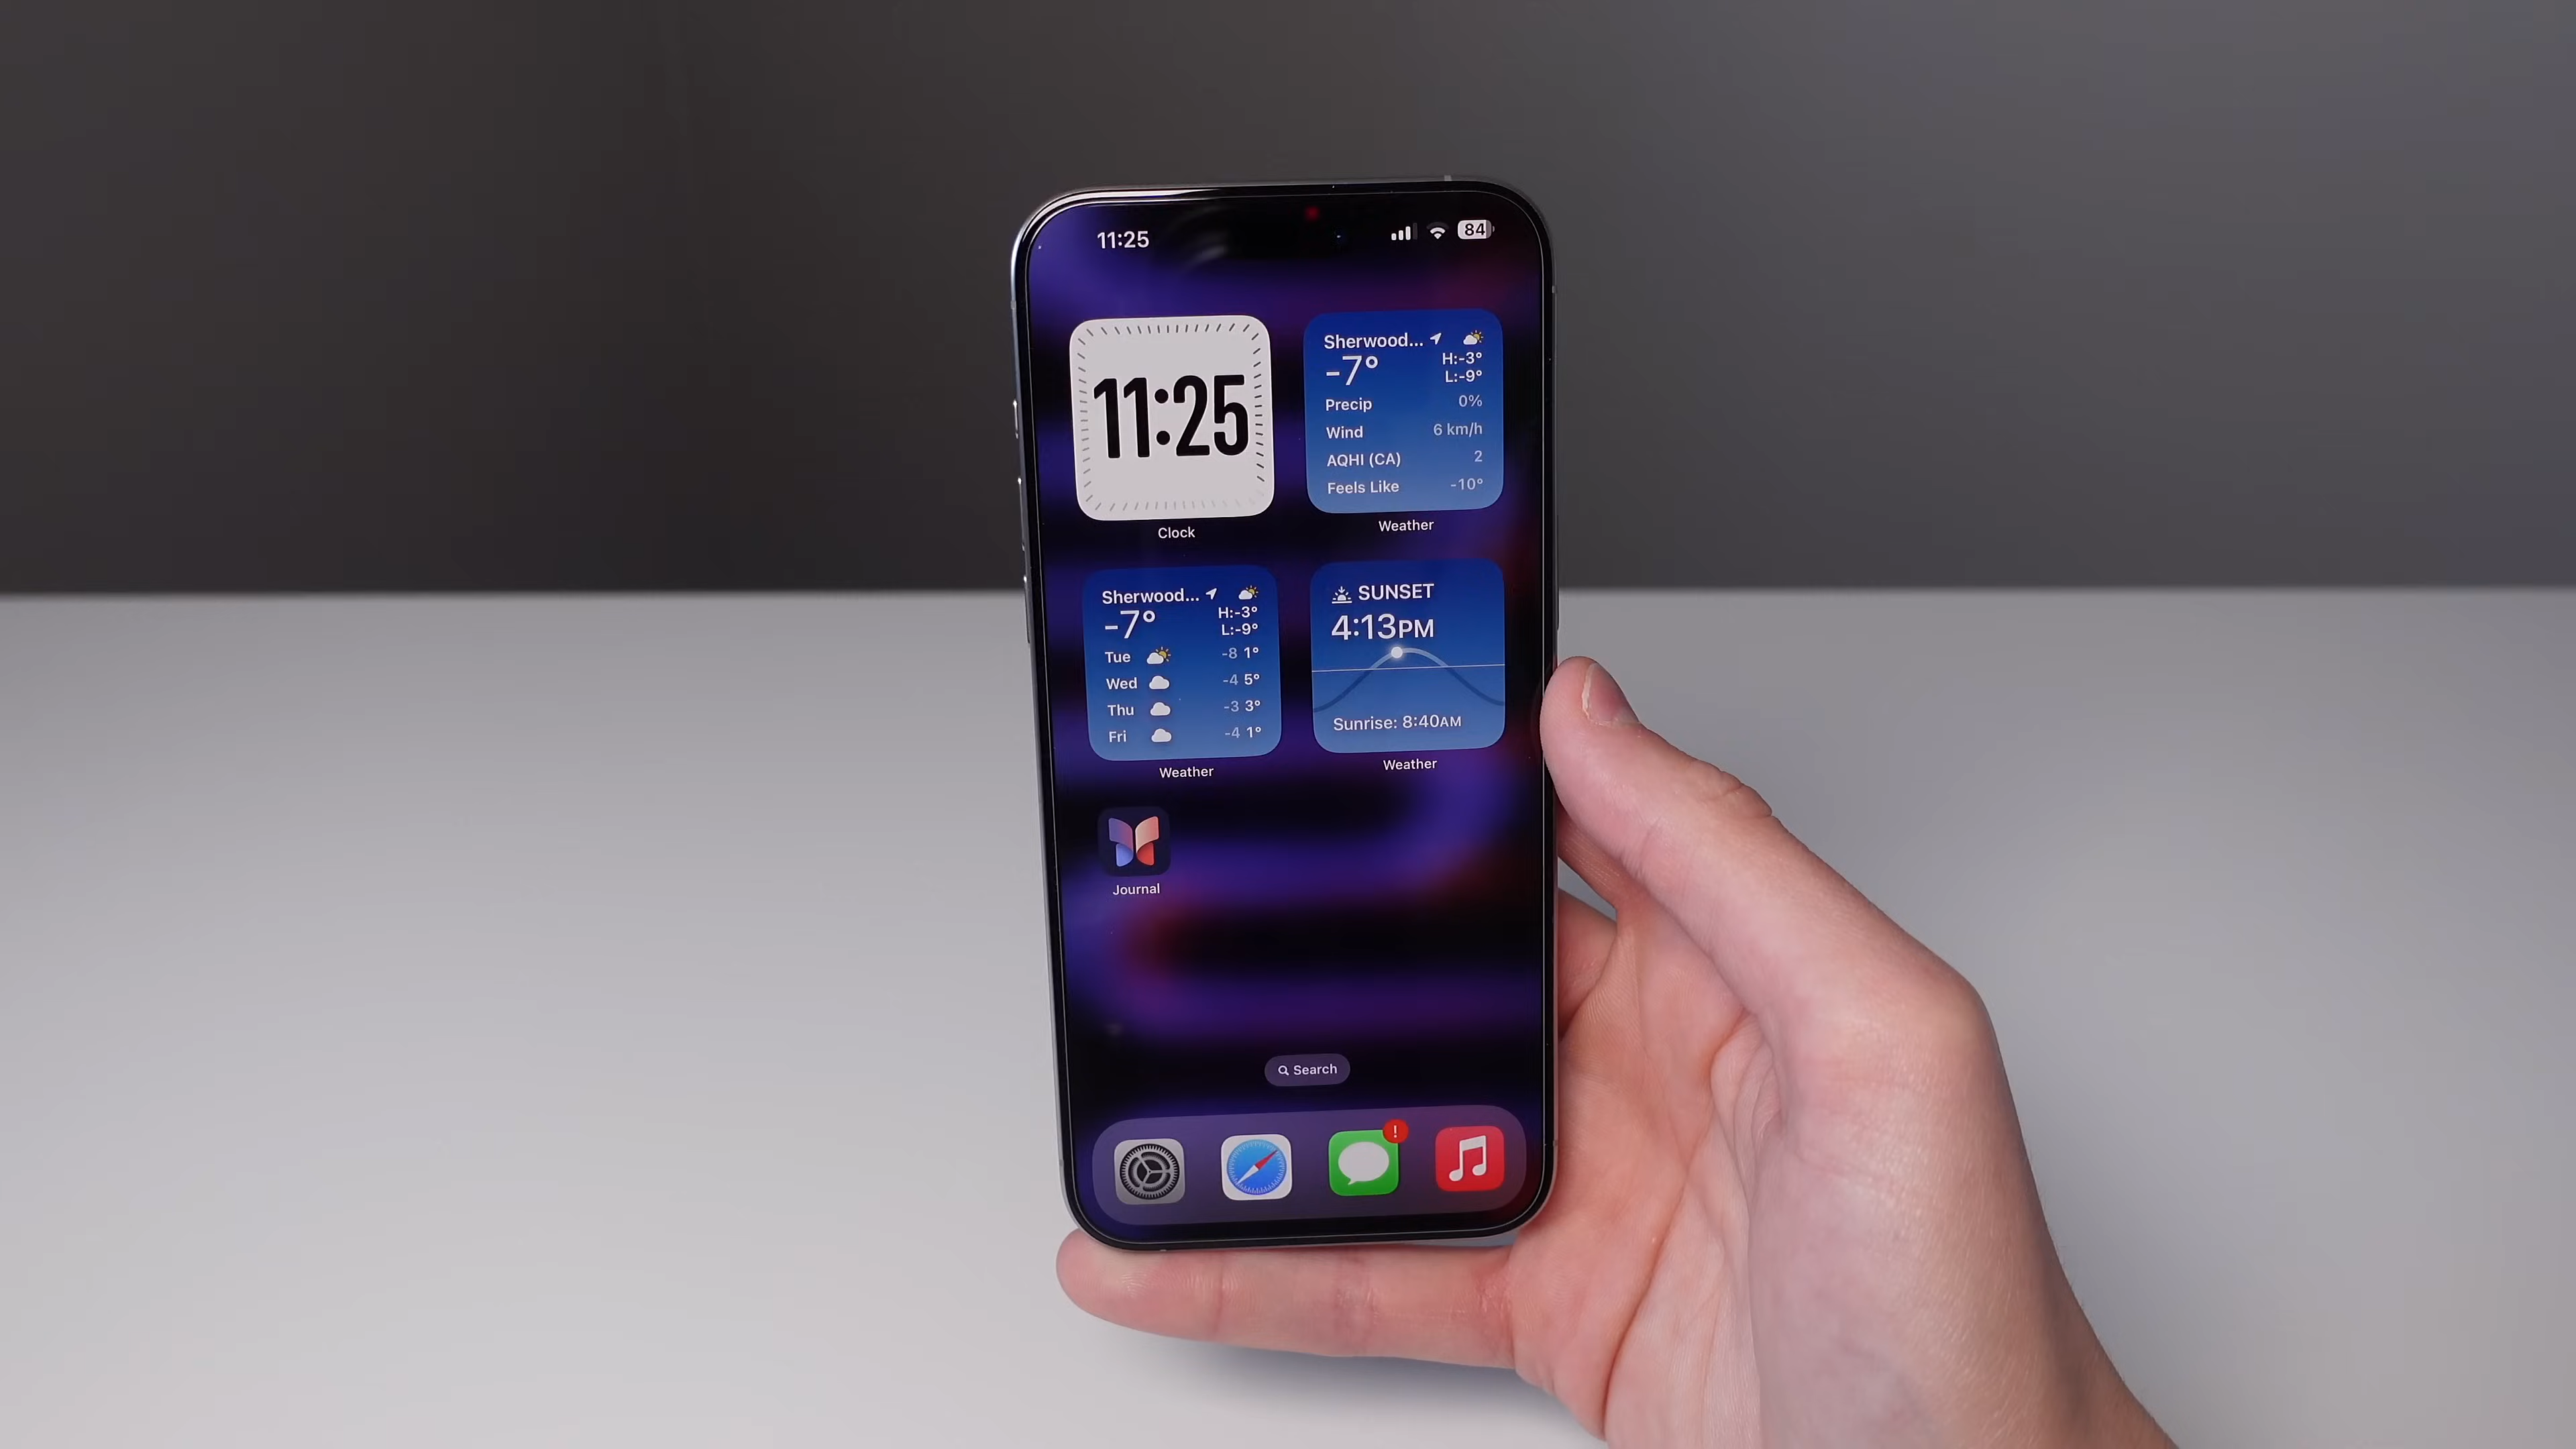 11:25
84
11:25
Clock
Sherwood...
-7°
H:-3°
L:-9°
Precip 0%
Wind 6 km/h
AQHI (CA) 2
Feels Like -10°
Weather
Sherwood...
-7°
H:-3°
L:-9°
Tue -8 1°
Wed -4 5°
Thu -3 3°
Fri -4 1°
Weather
SUNSET
4:13PM
Sunrise: 8:40AM
Weather
Journal
Search
!